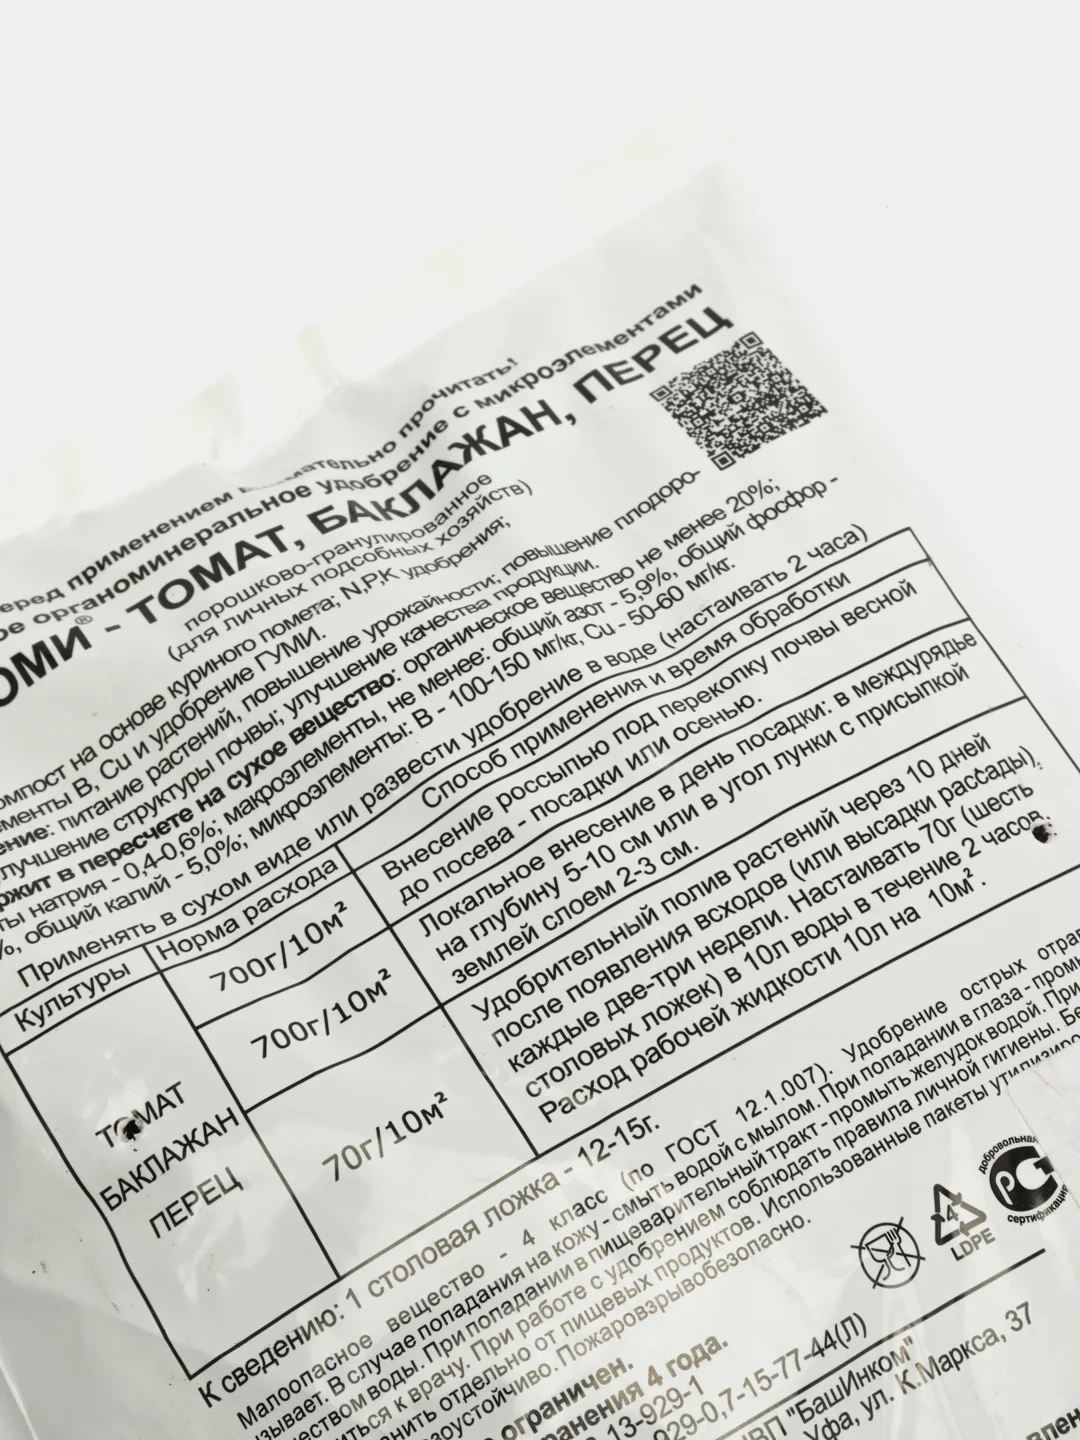 применением внимательно прочитать!
органоминеральное удобрение с микроэлементами
ОМИ® - ТОМАТ, БАКЛАЖАН, ПЕРЕЦ
порошково-гранулированное
(для личных подсобных хозяйств)
на основе куриного помета; N,P,K удобрения;
B, Cu и удобрение ГУМИ.
питание растений, повышение урожайности; повышение плодоро-
структуры почвы; улучшение качества продукции.
в пересчете на сухое вещество: органическое вещество не менее 20%;
натрия - 0,4-0,6%; макроэлементы, не менее: общий азот - 5,9%, общий фосфор -
%, общий калий - 5,0%; микроэлементы: B - 100-150 мг/кг, Cu - 50-60 мг/кг.
Применять в сухом виде или развести удобрение в воде (настаивать 2 часа)
Культуры Норма расхода Способ применения и время обработки
ТОМАТ
БАКЛАЖАН
ПЕРЕЦ
700г/10м²
Внесение россыпью под перекопку почвы весной
до посева - посадки или осенью.
700г/10м²
Локальное внесение в день посадки: в междурядье
на глубину 5-10 см или в угол лунки с присыпкой
землей слоем 2-3 см.
70г/10м²
Удобрительный полив растений через 10 дней
после появления всходов (или высадки рассады),
каждые две-три недели. Настаивать 70г (шесть
столовых ложек) в 10л воды в течение 2 часов.
Расход рабочей жидкости 10л на 10м².
К сведению: 1 столовая ложка - 12-15г.
Малоопасное вещество - 4 класс (по ГОСТ 12.1.007). Удобрение острых
В случае попадания на кожу - смыть водой с мылом. При попадании в глаза -
воды. При попадании в пищеварительный тракт - промыть желудок водой. При
к врачу. При работе с удобрением соблюдать правила личной гигиены.
отдельно от пищевых продуктов. Использованные пакеты
Пожаровзрывобезопасно.
ограничен.
4 года.
13-929-1
929-0,7-15-77-44(Л)
"БашИнком"
Уфа, ул. К.Маркса, 37
4
LDPE
добровольная
РСТ
сертификация